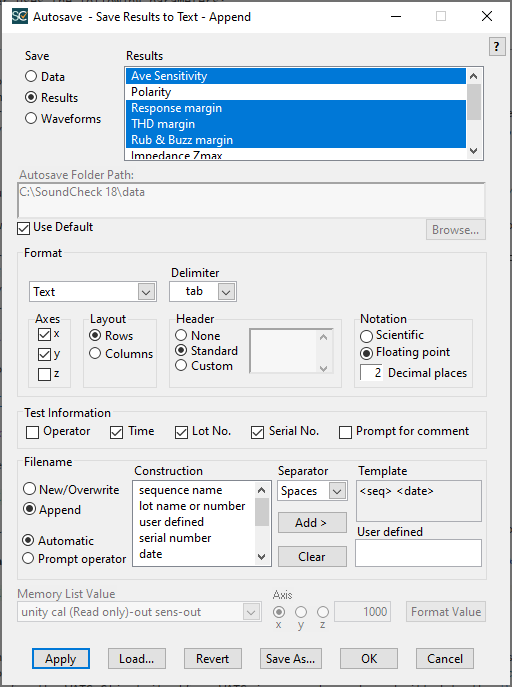 SC Autosave - Save Results to Text - Append
?
Save
Data
Results
Waveforms
Results
Ave Sensitivity
Polarity
Response margin
THD margin
Rub & Buzz margin
Impedance Zmax
Autosave Folder Path:
C:\SoundCheck 18\data
Use Default
Browse...
Format
Text
Delimiter
tab
Axes
x
y
z
Layout
Rows
Columns
Header
None
Standard
Custom
Notation
Scientific
Floating point
2 Decimal places
Test Information
Operator
Time
Lot No.
Serial No.
Prompt for comment
Filename
New/Overwrite
Append
Automatic
Prompt operator
Construction
sequence name
lot name or number
user defined
serial number
date
Separator
Spaces
Add >
Clear
Template
<seq> <date>
User defined
Memory List Value
unity cal (Read only)-out sens-out
Axis
x y z
1000
Format Value
Apply
Load...
Revert
Save As...
OK
Cancel